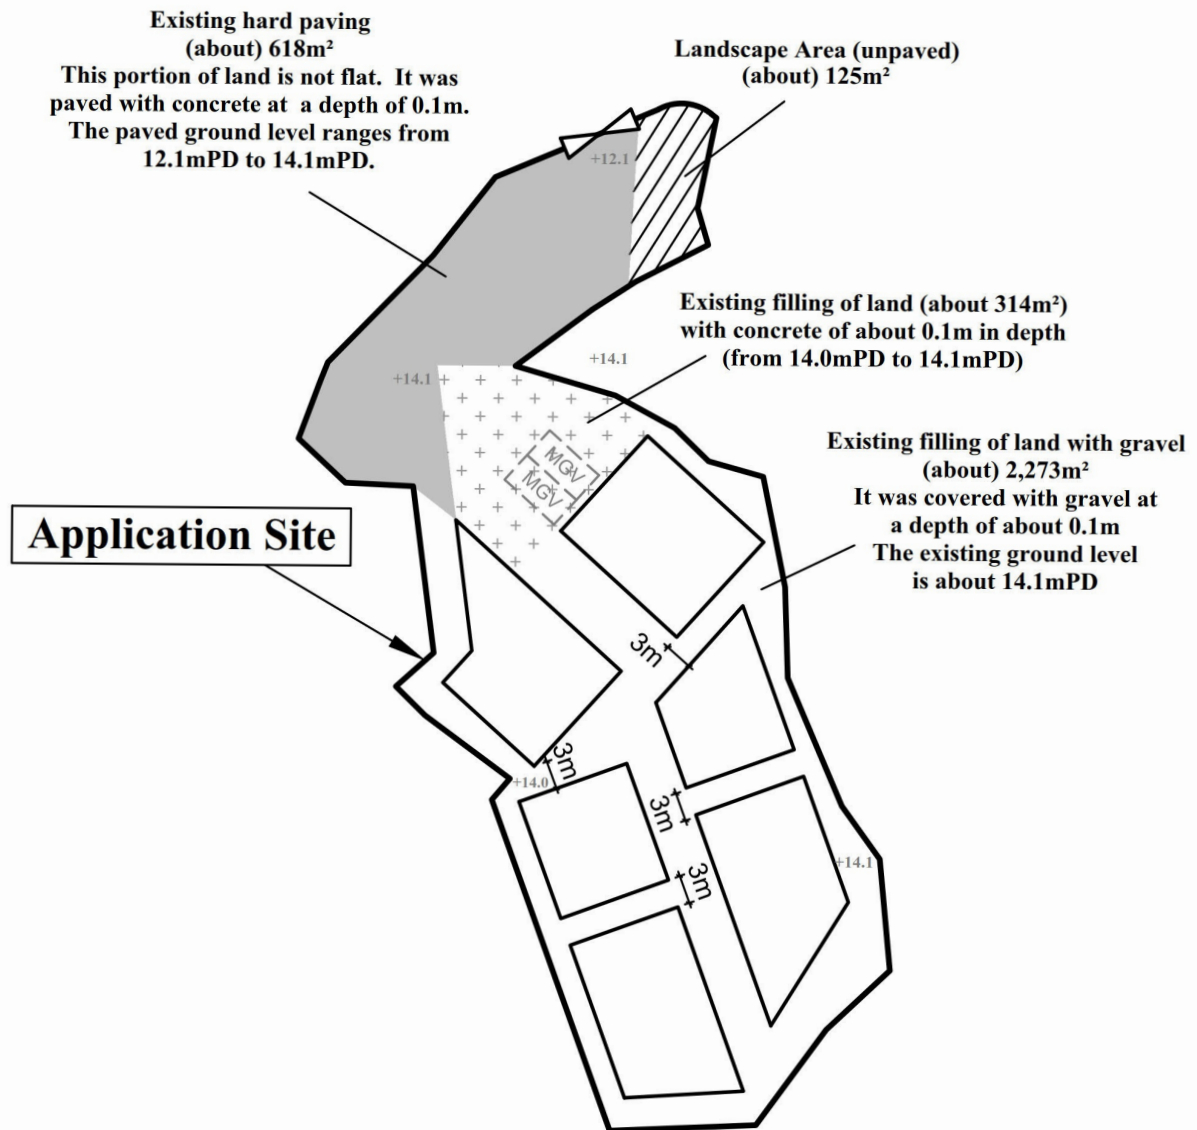 Existing hard paving
(about) 618m²
This portion of land is not flat. It was
paved with concrete at a depth of 0.1m.
The paved ground level ranges from
12.1mPD to 14.1mPD.
Landscape Area (unpaved)
(about) 125m²
+12.1
Existing filling of land (about 314m²)
with concrete of about 0.1m in depth
(from 14.0mPD to 14.1mPD)
+14.1
+14.1
Existing filling of land with gravel
(about) 2,273m²
It was covered with gravel at
a depth of about 0.1m
The existing ground level
is about 14.1mPD
MGV
MGV
Application Site
3m
3m
+14.0
3m
3m
+14.1